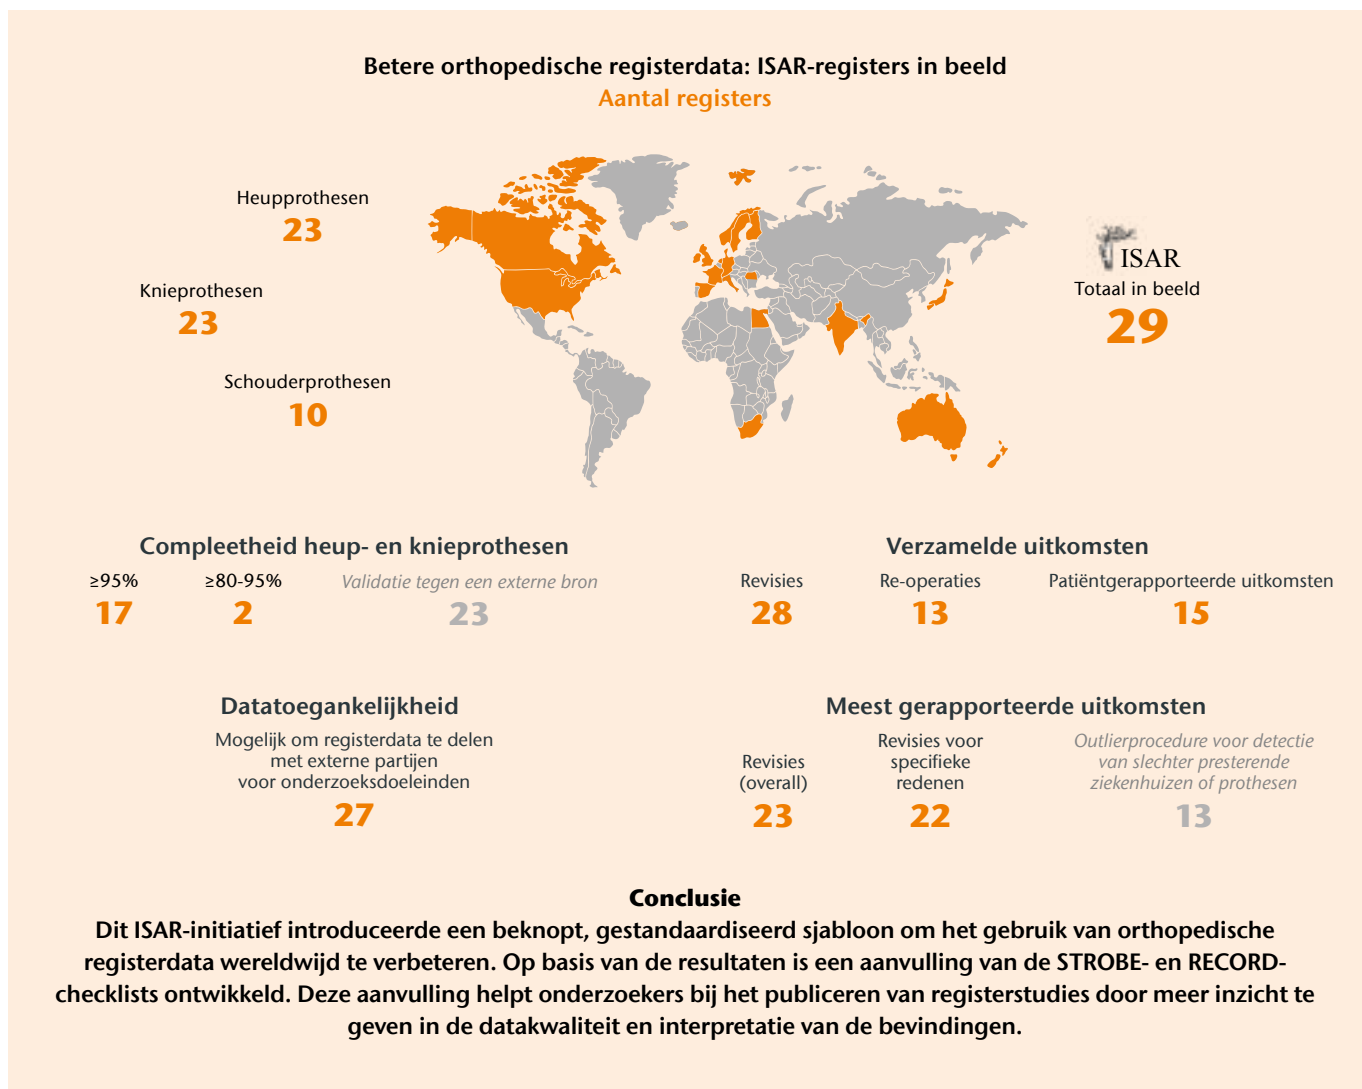 Betere orthopedische registerdata: ISAR-registers in beeld
Aantal registers
Heupprothesen
23
Knieprothesen
23
Schouderprothesen
10
ISAR
Totaal in beeld
29
Compleetheid heup- en knieprothesen
≥95%
17
≥80-95%
2
Validatie tegen een externe bron
23
Verzamelde uitkomsten
Revisies
28
Re-operaties
13
Patiëntgerapporteerde uitkomsten
15
Datatoegankelijkheid
Mogelijk om registerdata te delen
met externe partijen
voor onderzoeksdoeleinden
27
Meest gerapporteerde uitkomsten
Revisies
(overall)
23
Revisies voor
specifieke
redenen
22
Outlierprocedure voor detectie
van slechter presterende
ziekenhuizen of prothesen
13
Conclusie
Dit ISAR-initiatief introduceerde een beknopt, gestandaardiseerd sjabloon om het gebruik van orthopedische
registerdata wereldwijd te verbeteren. Op basis van de resultaten is een aanvulling van de STROBE- en RECORD-
checklists ontwikkeld. Deze aanvulling helpt onderzoekers bij het publiceren van registerstudies door meer inzicht te
geven in de datakwaliteit en interpretatie van de bevindingen.